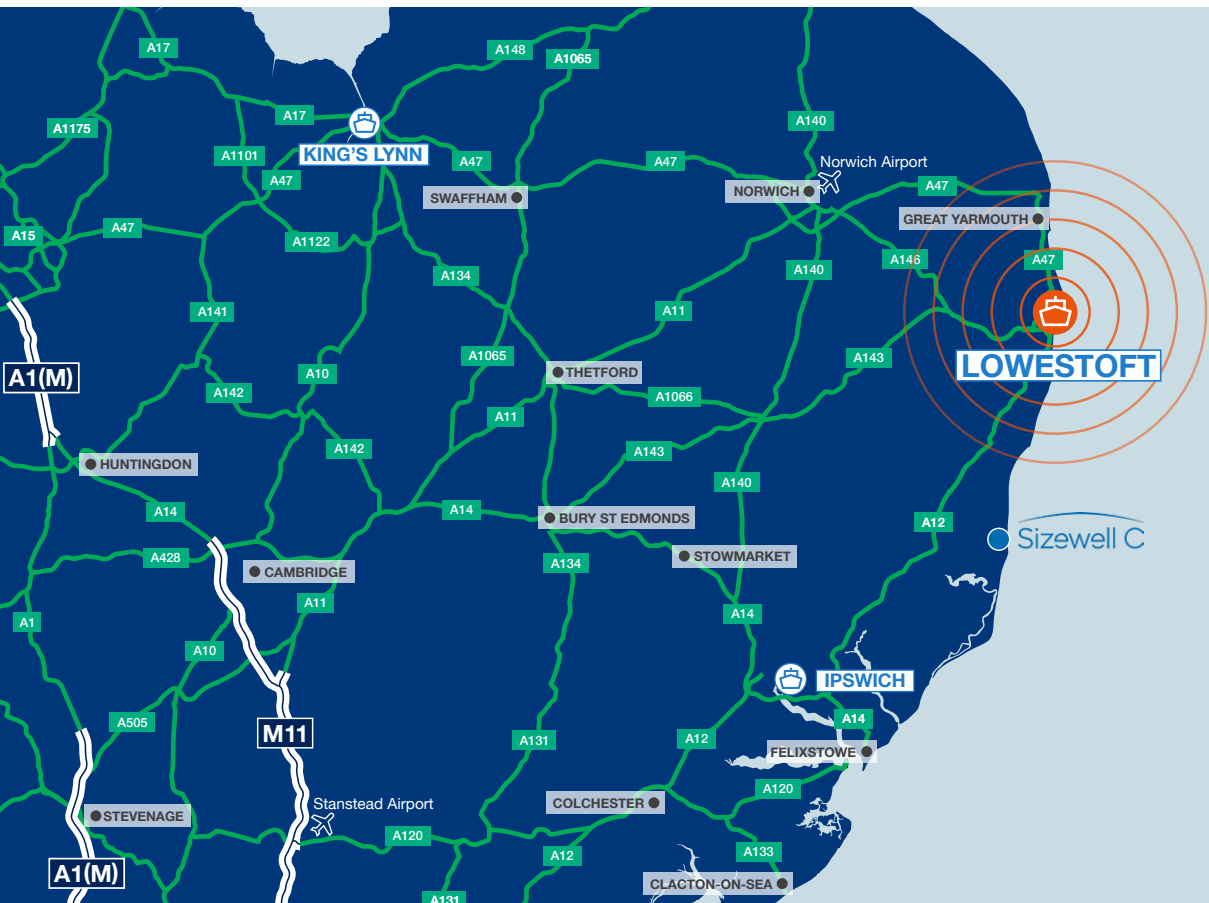 A17
A148
A1065
A17
A140
A1175
KING'S LYNN
A1101
A47
A47
Norwich Airport
A47
A47
NORWICH
SWAFFHAM
GREAT YARMOUTH
A15
A47
A1122
A146
A47
A134
A140
A141
A11
LOWESTOFT
A1065
A143
A1(M)
A10
THETFORD
A142
A1066
A11
A142
A143
HUNTINGDON
A140
A14
A14
BURY ST EDMONDS
A12
Sizewell C
A428
CAMBRIDGE
A134
STOWMARKET
A11
A14
A1
A10
IPSWICH
A505
M11
A131
A12
A14
FELIXSTOWE
A120
Stanstead Airport
COLCHESTER
STEVENAGE
A120
A12
A133
A1(M)
CLACTON-ON-SEA
A131